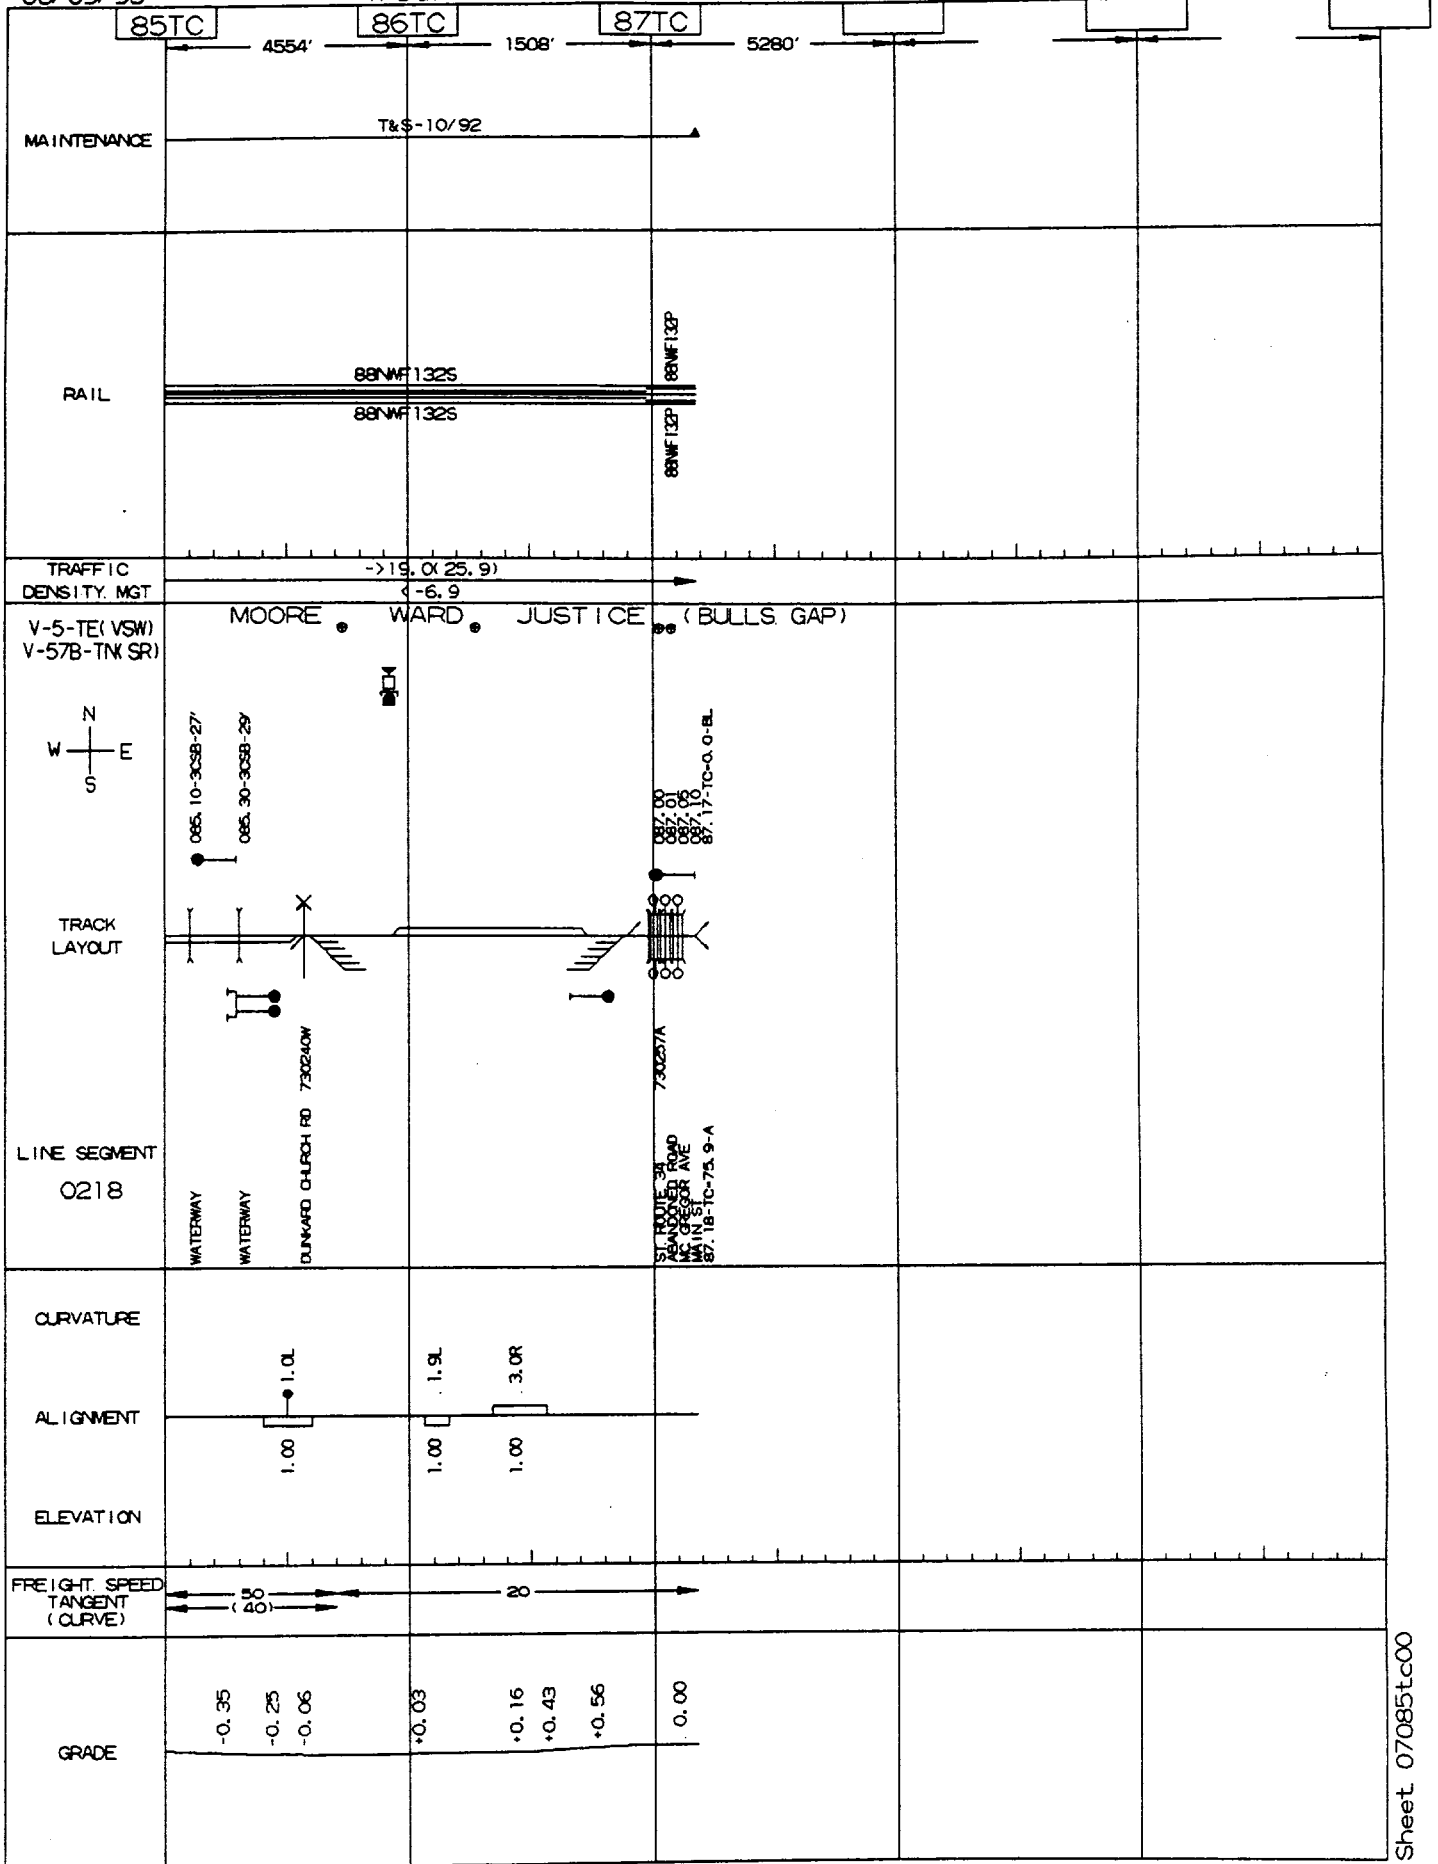 85TC 86TC 87TC
4554' 1508' 5280'
MAINTENANCE
T&S-10/92
RAIL
88NWF132S
88NWF132S
88NWF132P
88NWF132P
TRAFFIC
DENSITY. MGT
->19.0(25.9)
<-6.9
V-5-TE(VSW)
V-57B-TN(SR)
MOORE WARD JUSTICE (BULLS GAP)
N
W E
S
085.10-3CSB-27'
085.30-3CSB-29'
087.00
087.01
087.05
087.10
87.17-TC-0.0-BL
TRACK
LAYOUT
LINE SEGMENT
0218
WATERWAY
WATERWAY
DUNKARD CHURCH RD 730240W
ST. ROUTE 34 730257A
ABANDONED ROAD
MC GREGOR AVE
MAIN ST
87.18-TC-75.9-A
CURVATURE
1.0L
1.9L
3.0R
ALIGNMENT
1.00
1.00
1.00
ELEVATION
FREIGHT. SPEED
TANGENT
(CURVE)
50
(40)
20
GRADE
-0.35
-0.25
-0.06
+0.03
+0.16
+0.43
+0.56
0.00
Sheet 07085tc00